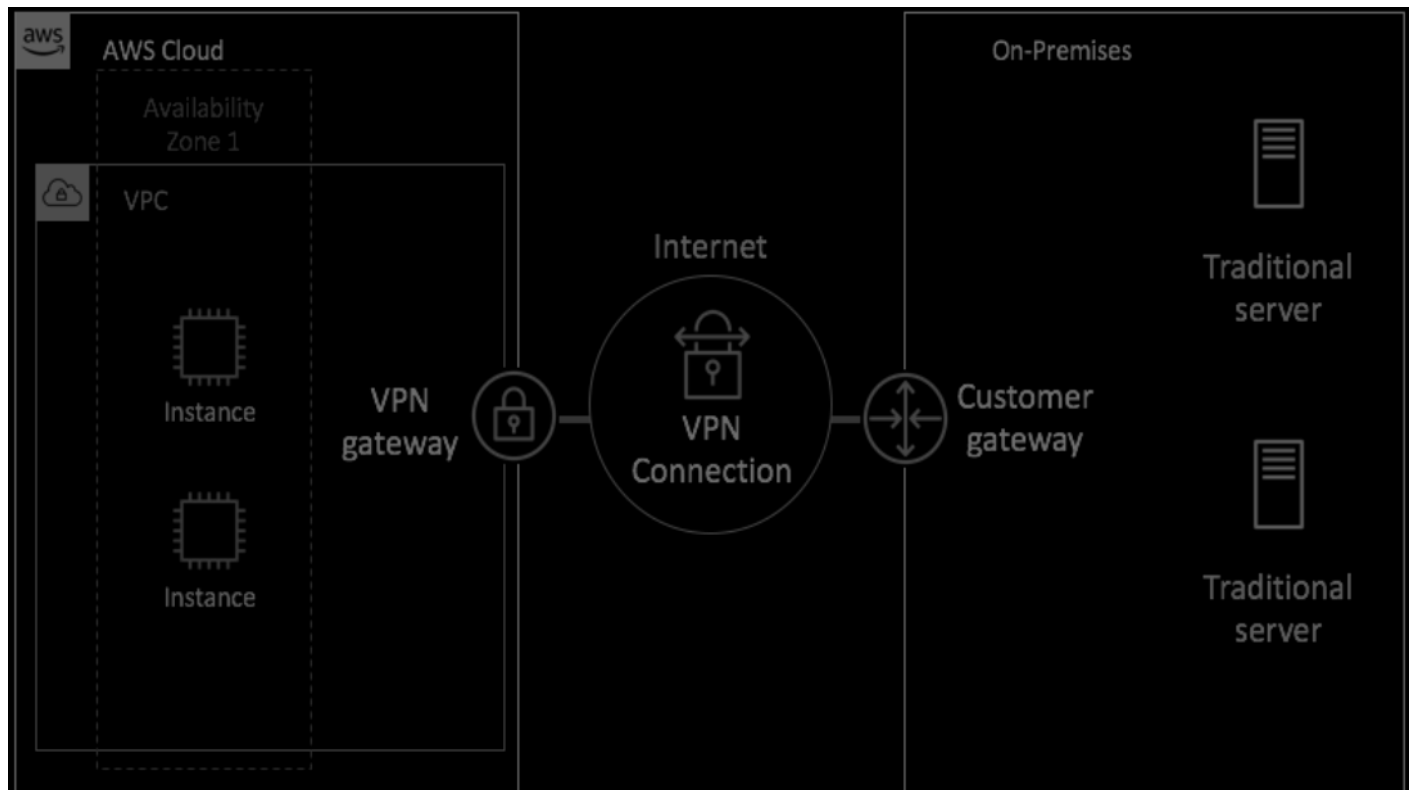 aws
AWS Cloud
Availability
Zone 1
VPC
Instance
Instance
VPN
gateway
Internet
VPN
Connection
On-Premises
Customer
gateway
Traditional
server
Traditional
server